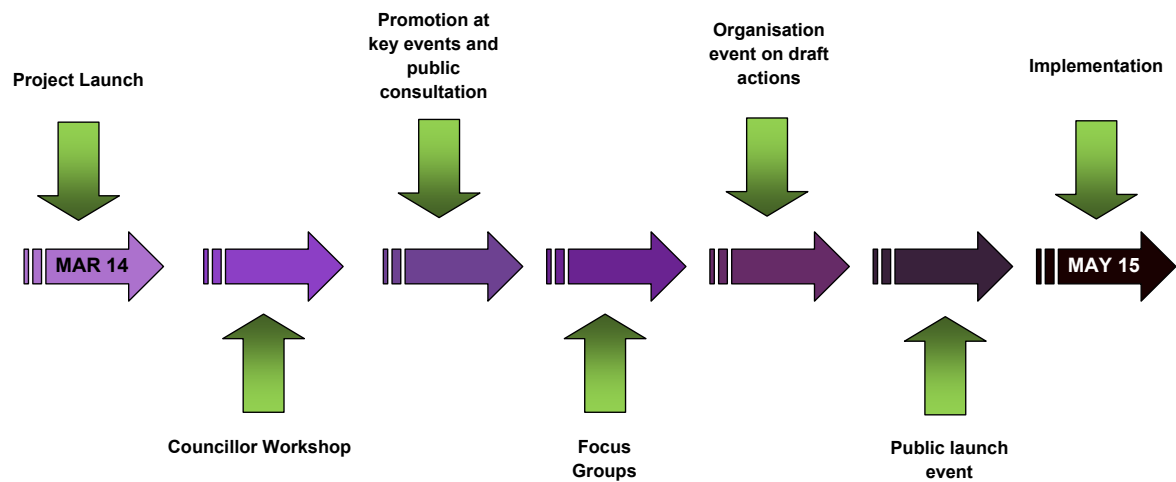 Project Launch
Promotion at
key events and
public
consultation
Organisation
event on draft
actions
Implementation
MAR 14
MAY 15
Councillor Workshop
Focus
Groups
Public launch
event